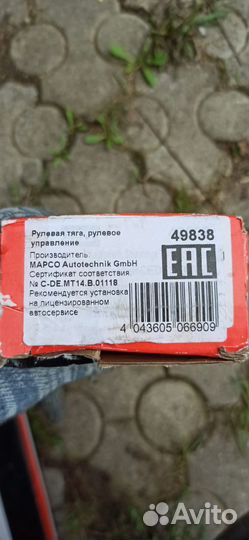 Рулевая тяга, рулевое
управление
49838
Производитель
MAPCO Autotechnik GmbH
Сертификат соответствия.
№ C-DE.MT14.B.01118
Рекомендуется установка
на лицензированном
автосервисе
EAC
4 043605 066909
Avito